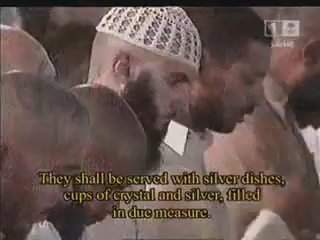 They shall be served with silver dishes,
cups of crystal and silver, filled
in due measure.